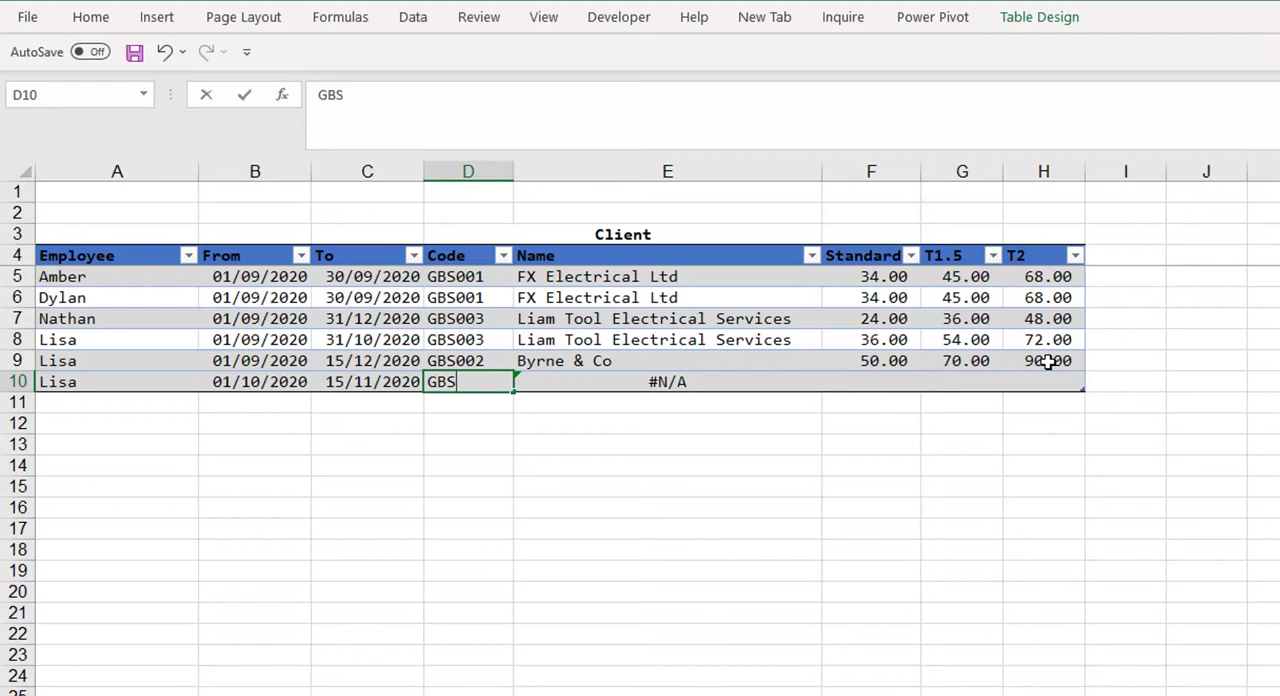 File Home Insert Page Layout Formulas Data Review View Developer Help New Tab Inquire Power Pivot Table Design
AutoSave Off
D10 fx GBS
A B C D E F G H I J
1
2
3 Client
4 Employee From To Code Name Standard T1.5 T2
5 Amber 01/09/2020 30/09/2020 GBS001 FX Electrical Ltd 34.00 45.00 68.00
6 Dylan 01/09/2020 30/09/2020 GBS001 FX Electrical Ltd 34.00 45.00 68.00
7 Nathan 01/09/2020 31/12/2020 GBS003 Liam Tool Electrical Services 24.00 36.00 48.00
8 Lisa 01/09/2020 31/10/2020 GBS003 Liam Tool Electrical Services 36.00 54.00 72.00
9 Lisa 01/09/2020 15/12/2020 GBS002 Byrne & Co 50.00 70.00 90.00
10 Lisa 01/10/2020 15/11/2020 GBS #N/A
11
12
13
14
15
16
17
18
19
20
21
22
23
24
25